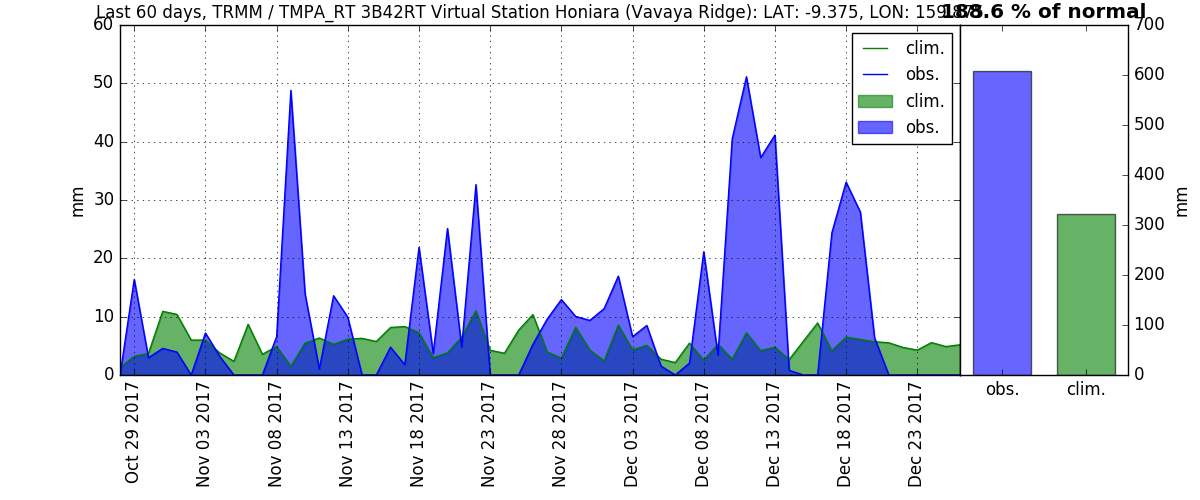 Last 60 days, TRMM / TMPA_RT 3B42RT Virtual Station Honiara (Vavaya Ridge): LAT: -9.375, LON:
188.6 % of normal
60
50
40
30
20
10
0
mm
clim.
obs.
clim.
obs.
700
600
500
400
300
200
100
0
mm
obs.
clim.
Oct 29 2017
Nov 03 2017
Nov 08 2017
Nov 13 2017
Nov 18 2017
Nov 23 2017
Nov 28 2017
Dec 03 2017
Dec 08 2017
Dec 13 2017
Dec 18 2017
Dec 23 2017